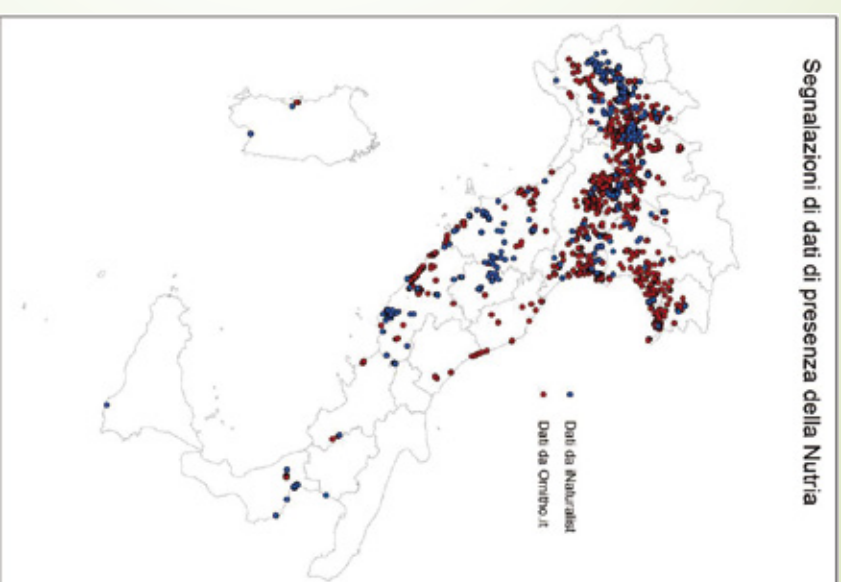 Segnalazioni di dati di presenza della Nutria
Dati da iNaturalist
Dati da Ornitho.it